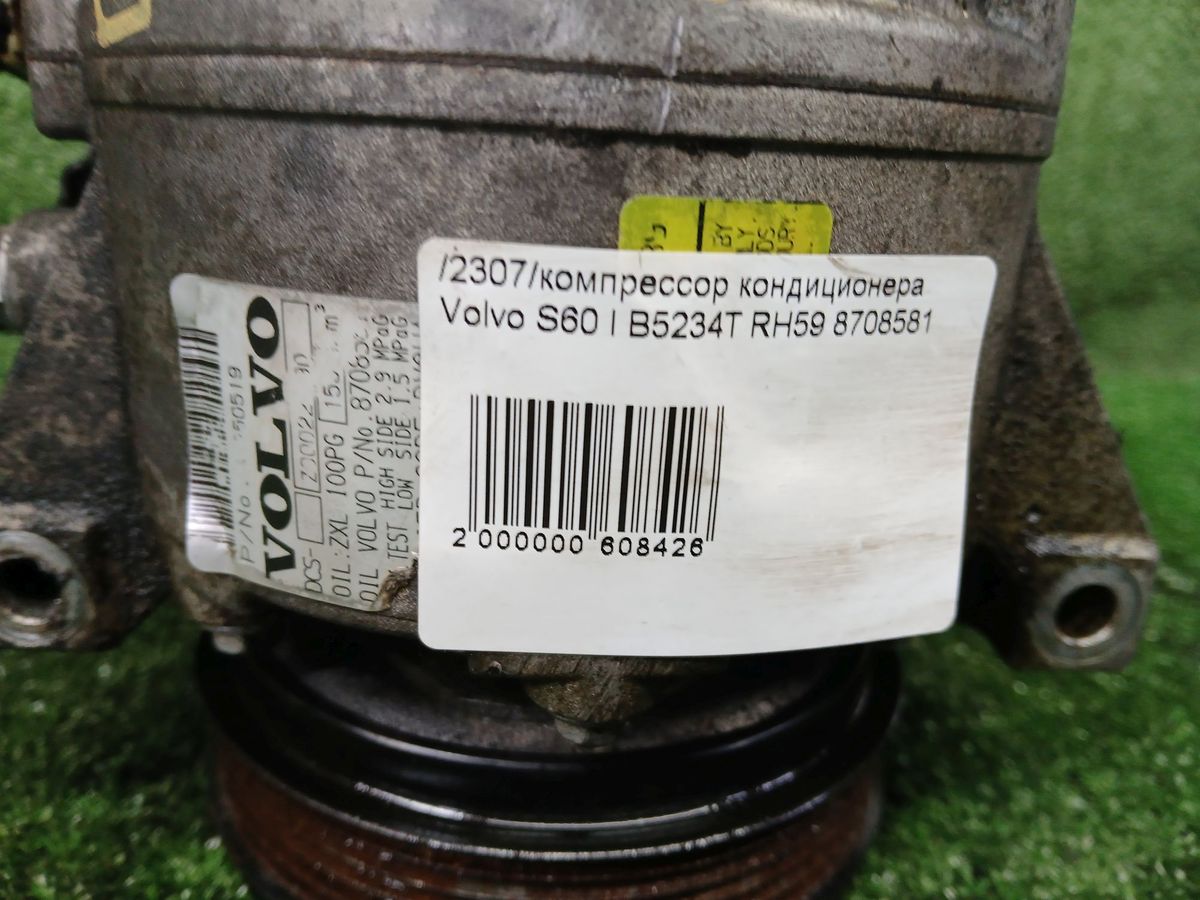 /2307/компрессор кондиционера
Volvo S60 I B5234T RH59 8708581
2 000000 608426
VOLVO
P/No.
DCS-
OIL: ZXL 100PG
OIL VOLVO P/No.
TEST HIGH SIDE 2.9 MPaG
LOW SIDE 1.5 MPaG
BY